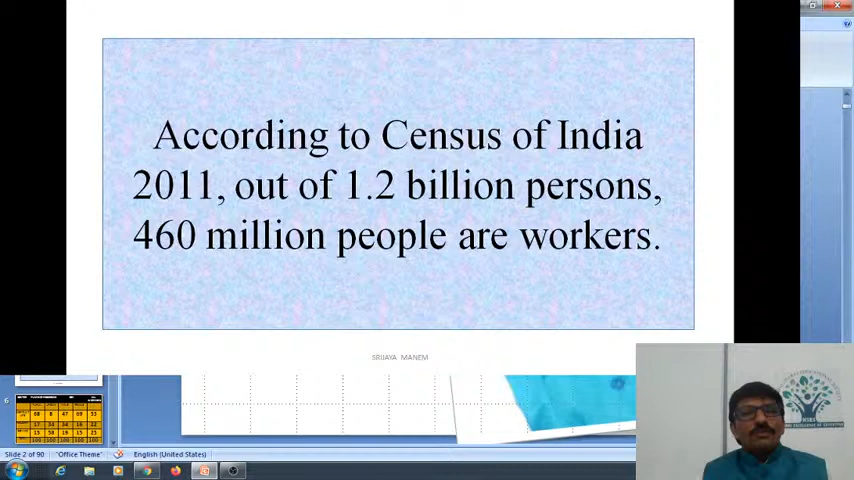 According to Census of India
2011, out of 1.2 billion persons,
460 million people are workers.
SRIJAYA MANEM
6
Slide 2 of 90
"Office Theme"
English (United States)